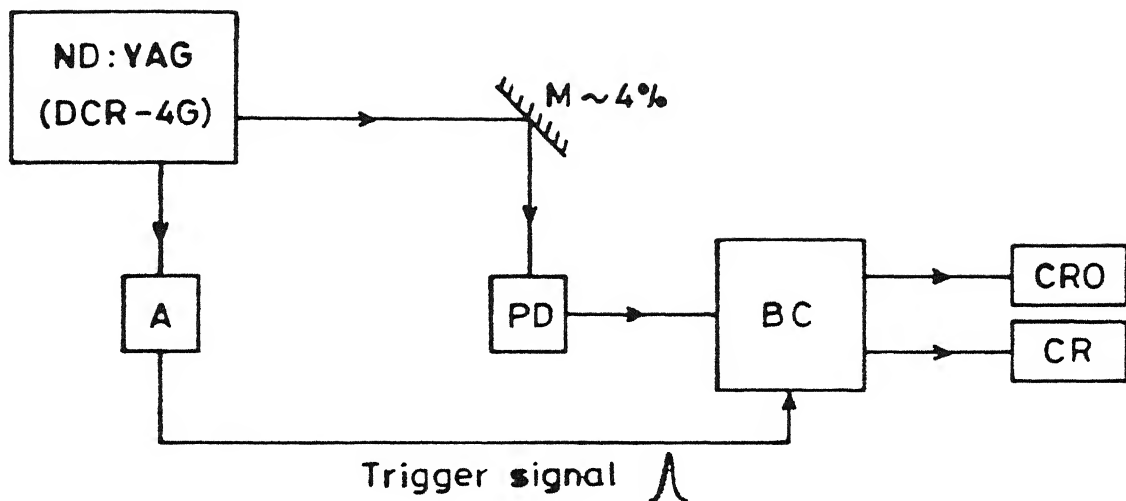 ND:YAG
(DCR-4G)
M~4%
A
PD
BC
CRO
CR
Trigger signal